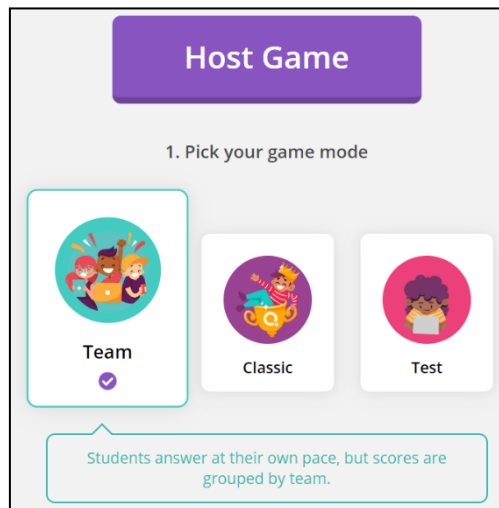 Host Game
1. Pick your game mode
Team
Classic
Test
Students answer at their own pace, but scores are
grouped by team.